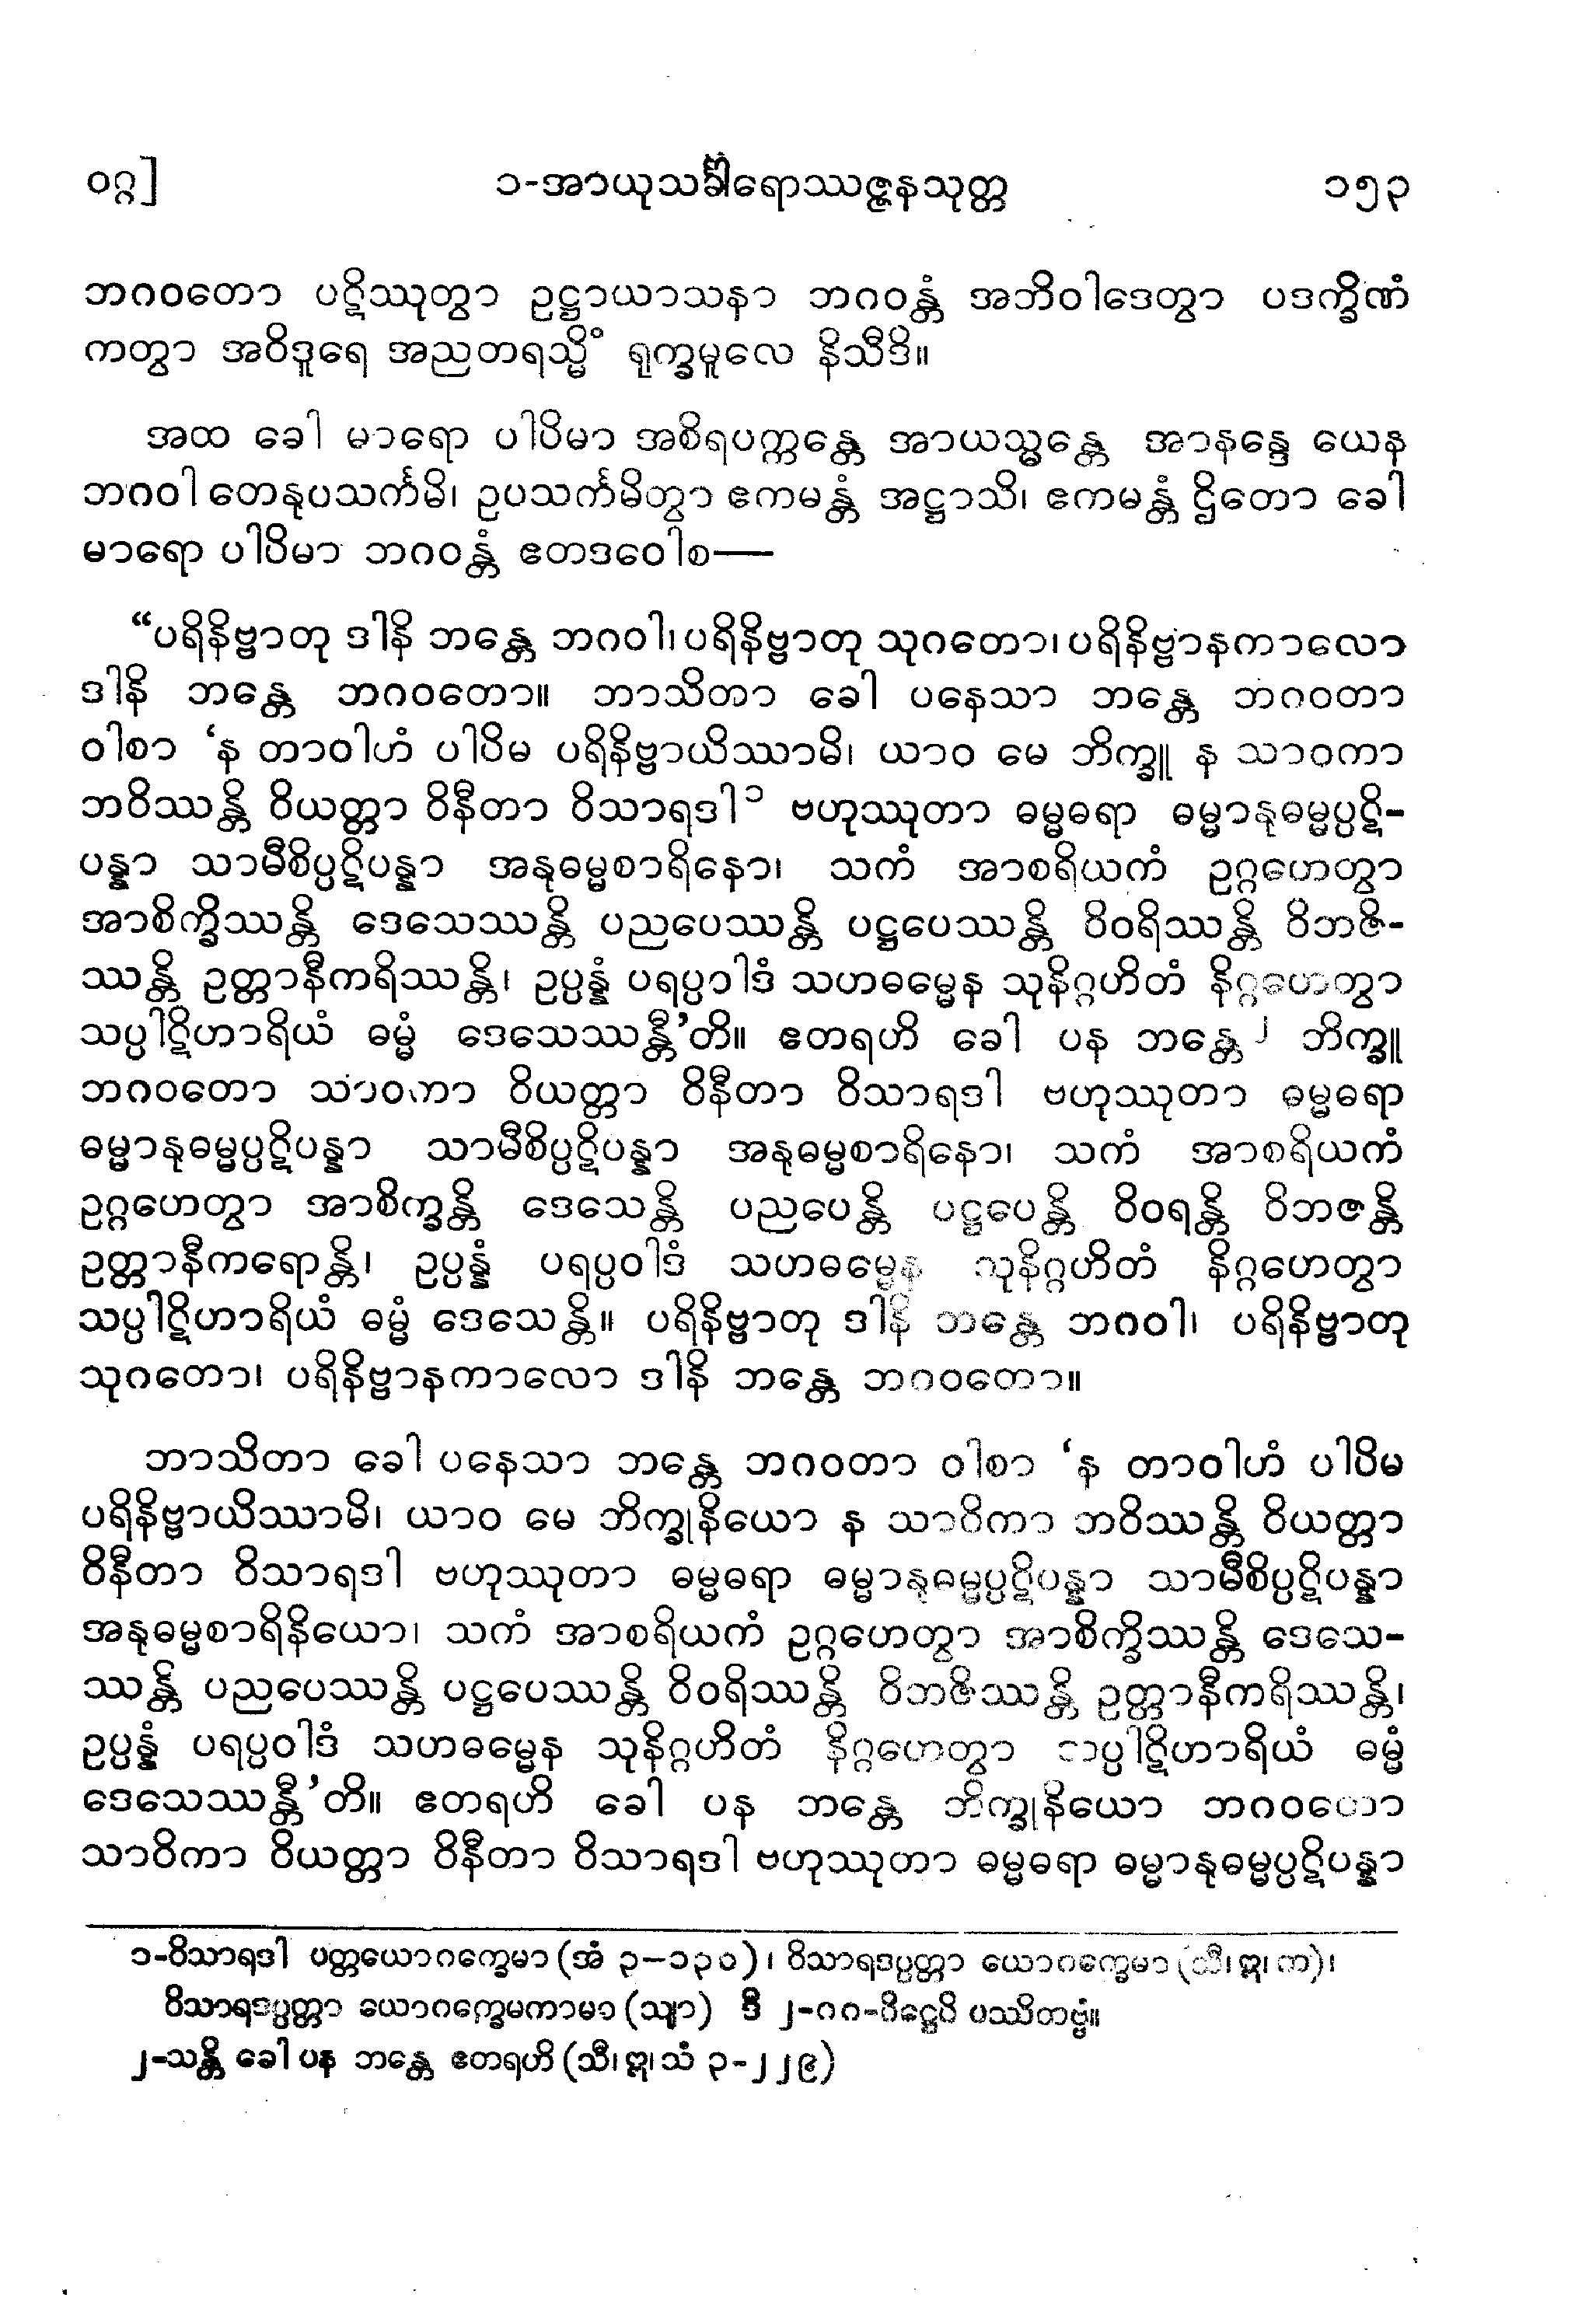 ဝဂ္ဂ] ၁-အာယုသင်္ခါရောဿဇ္ဇနသုတ္တ ၁၅၃
ဘဂဝတော ပဋိဿုတွာ ဥဋ္ဌာယာသနာ ဘဂဝန္တံ အဘိဝါဒေတွာ ပဒက္ခိဏံ
ကတွာ အဝိဒူရေ အညတရသ္မိံ ရုက္ခမူလေ နိသီဒိ။
အထ ခေါ မာရော ပါပိမာ အစိရပက္ကန္တေ အာယသ္မန္တေ အာနန္ဒေ ယေန
ဘဂဝါ တေနုပသင်္ကမိ၊ ဥပသင်္ကမိတွာ ဧကမန္တံ အဋ္ဌာသိ၊ ဧကမန္တံ ဌိတော ခေါ
မာရော ပါပိမာ ဘဂဝန္တံ ဧတဒဝေါစ—
“ပရိနိဗ္ဗာတု ဒါနိ ဘန္တေ ဘဂဝါ၊ ပရိနိဗ္ဗာတု သုဂတော၊ ပရိနိဗ္ဗာနကာလော
ဒါနိ ဘန္တေ ဘဂဝတော။ ဘာသိတာ ခေါ ပနေသာ ဘန္တေ ဘဂဝတာ
ဝါစာ ‘န တာဝါဟံ ပါပိမ ပရိနိဗ္ဗာယိဿာမိ၊ ယာဝ မေ ဘိက္ခူ န သာဝကာ
ဘဝိဿန္တိ ဝိယတ္တာ ဝိနီတာ ဝိသာရဒါ၁ ဗဟုဿုတာ ဓမ္မဓရာ ဓမ္မာနုဓမ္မပ္ပဋိ-
ပန္နာ သာမီစိပ္ပဋိပန္နာ အနုဓမ္မစာရိနော၊ သကံ အာစရိယကံ ဥဂ္ဂဟေတွာ
အာစိက္ခိဿန္တိ ဒေသေဿန္တိ ပညပေဿန္တိ ပဋ္ဌပေဿန္တိ ဝိဝရိဿန္တိ ဝိဘဇိ-
ဿန္တိ ဥတ္တာနီကရိဿန္တိ၊ ဥပ္ပန္နံ ပရပ္ပဝါဒံ သဟဓမ္မေန သုနိဂ္ဂဟိတံ နိဂ္ဂဟေတွာ
သပ္ပါဋိဟာရိယံ ဓမ္မံ ဒေသေဿန္တီ’တိ။ ဧတရဟိ ခေါ ပန ဘန္တေ၂ ဘိက္ခူ
ဘဂဝတော သာဝကာ ဝိယတ္တာ ဝိနီတာ ဝိသာရဒါ ဗဟုဿုတာ ဓမ္မဓရာ
ဓမ္မာနုဓမ္မပ္ပဋိပန္နာ သာမီစိပ္ပဋိပန္နာ အနုဓမ္မစာရိနော၊ သကံ အာစရိယကံ
ဥဂ္ဂဟေတွာ အာစိက္ခန္တိ ဒေသေန္တိ ပညပေန္တိ ပဋ္ဌပေန္တိ ဝိဝရန္တိ ဝိဘဇန္တိ
ဥတ္တာနီကရောန္တိ၊ ဥပ္ပန္နံ ပရပ္ပဝါဒံ သဟဓမ္မေန သုနိဂ္ဂဟိတံ နိဂ္ဂဟေတွာ
သပ္ပါဋိဟာရိယံ ဓမ္မံ ဒေသေန္တိ။ ပရိနိဗ္ဗာတု ဒါနိ ဘန္တေ ဘဂဝါ၊ ပရိနိဗ္ဗာတု
သုဂတော၊ ပရိနိဗ္ဗာနကာလော ဒါနိ ဘန္တေ ဘဂဝတော။
ဘာသိတာ ခေါ ပနေသာ ဘန္တေ ဘဂဝတာ ဝါစာ ‘န တာဝါဟံ ပါပိမ
ပရိနိဗ္ဗာယိဿာမိ၊ ယာဝ မေ ဘိက္ခုနိယော န သာဝိကာ ဘဝိဿန္တိ ဝိယတ္တာ
ဝိနီတာ ဝိသာရဒါ ဗဟုဿုတာ ဓမ္မဓရာ ဓမ္မာနုဓမ္မပ္ပဋိပန္နာ သာမီစိပ္ပဋိပန္နာ
အနုဓမ္မစာရိနိယော၊ သကံ အာစရိယကံ ဥဂ္ဂဟေတွာ အာစိက္ခိဿန္တိ ဒေသေ-
ဿန္တိ ပညပေဿန္တိ ပဋ္ဌပေဿန္တိ ဝိဝရိဿန္တိ ဝိဘဇိဿန္တိ ဥတ္တာနီကရိဿန္တိ၊
ဥပ္ပန္နံ ပရပ္ပဝါဒံ သဟဓမ္မေန သုနိဂ္ဂဟိတံ နိဂ္ဂဟေတွာ သပ္ပါဋိဟာရိယံ ဓမ္မံ
ဒေသေဿန္တီ’တိ။ ဧတရဟိ ခေါ ပန ဘန္တေ ဘိက္ခုနိယော ဘဂဝတော
သာဝိကာ ဝိယတ္တာ ဝိနီတာ ဝိသာရဒါ ဗဟုဿုတာ ဓမ္မဓရာ ဓမ္မာနုဓမ္မပ္ပဋိပန္နာ
၁-ဝိသာရဒါ ပတ္တယောဂက္ခေမာ (အံ ၃—၁၃၀)၊ ဝိသာရဒပ္ပတ္တာ ယောဂက္ခေမာ (သီ၊ ဣ၊ က)၊
ဝိသာရဒပ္ပတ္တာ ယောဂက္ခေမကာမာ (သျာ) ဒီ ၂-ဂဂ-ပိဋ္ဌေပိ ပဿိတဗ္ဗံ။
၂-သန္တိ ခေါ ပန ဘန္တေ ဧတရဟိ (သီ၊ ဣ၊ သံ ၃-၂၂၉)